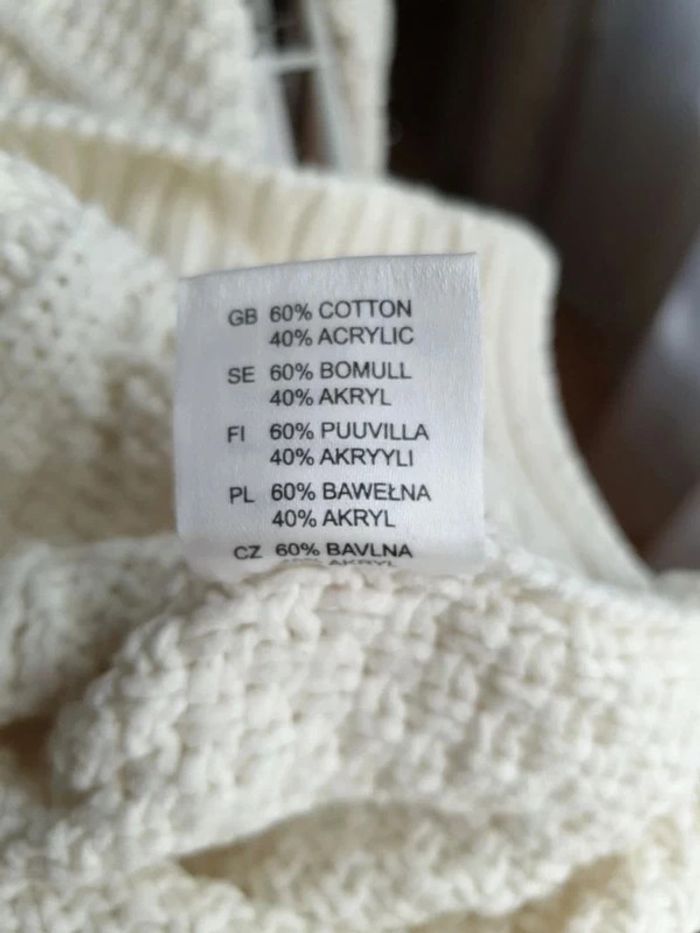 GB 60% COTTON
40% ACRYLIC
SE 60% BOMULL
40% AKRYL
FI 60% PUUVILLA
40% AKRYYLI
PL 60% BAWEŁNA
40% AKRYL
CZ 60% BAVLNA
AKRYL